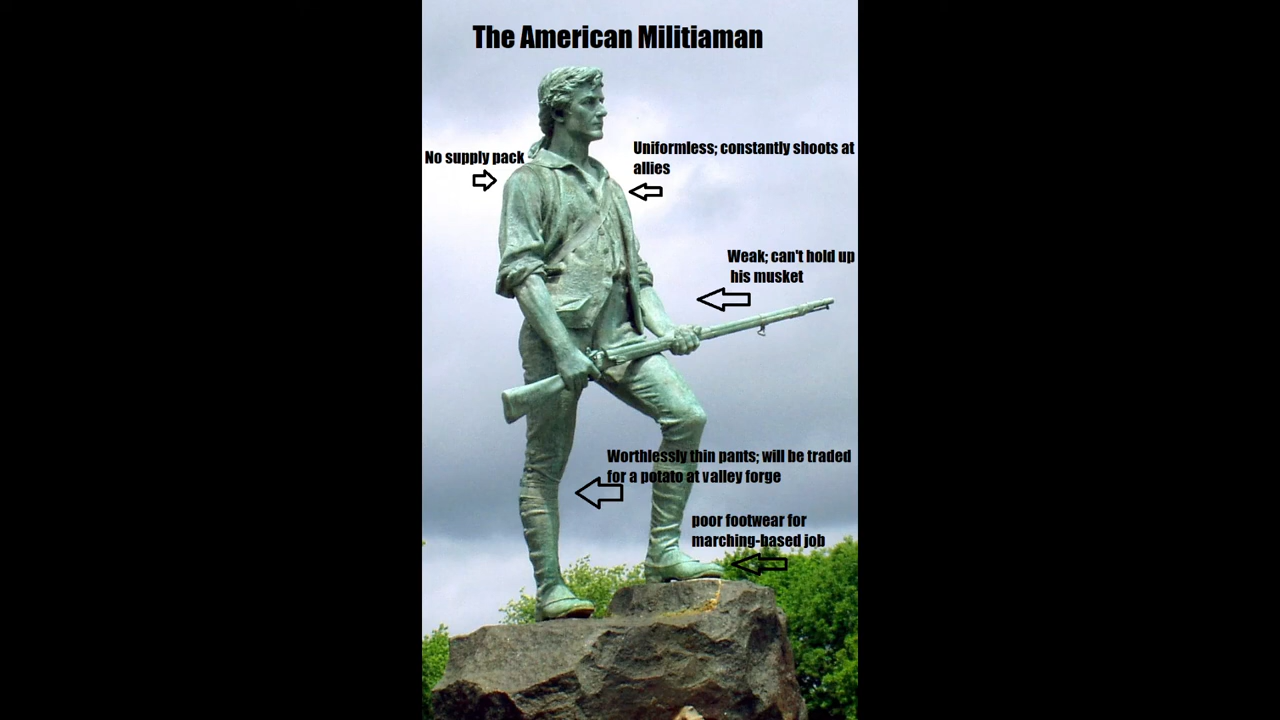 The American Militiaman
No supply pack
Uniformless; constantly shoots at
allies
Weak; can't hold up
his musket
Worthlessly thin pants; will be traded
for a potato at valley forge
poor footwear for
marching-based job